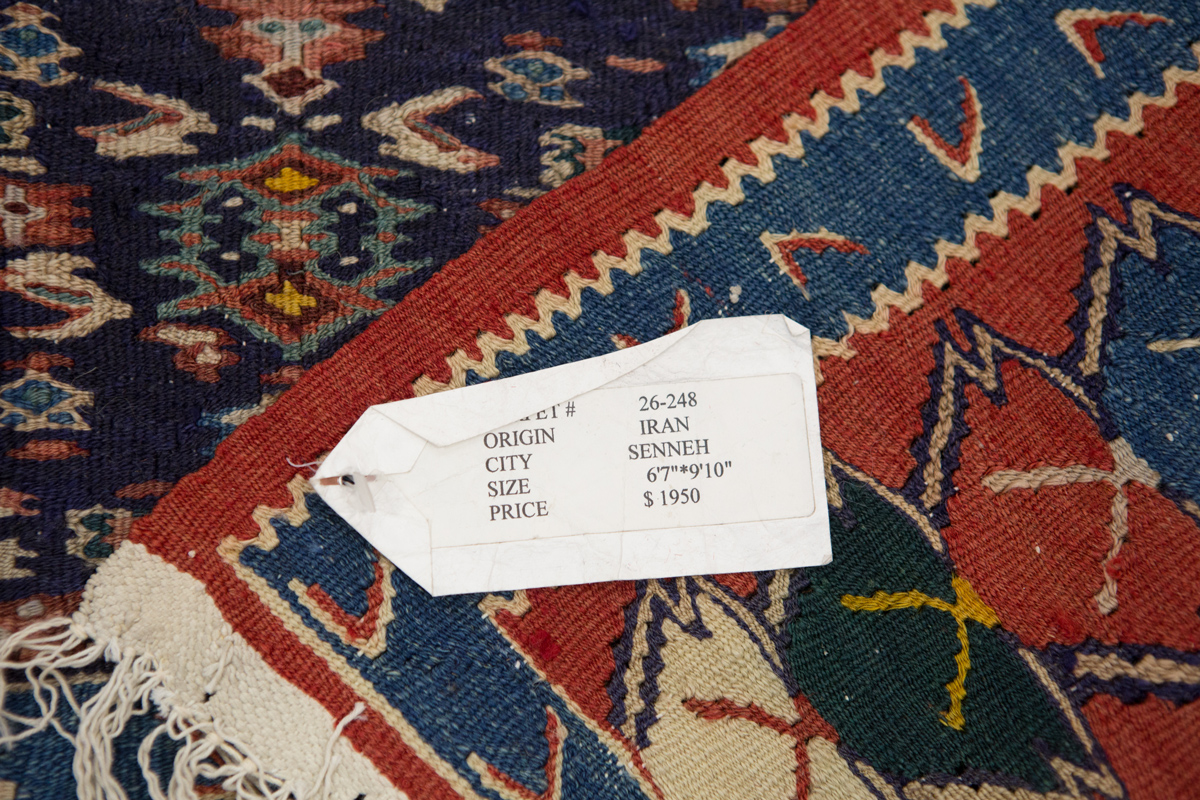 # 26-248
ORIGIN IRAN
CITY SENNEH
SIZE 6'7"*9'10"
PRICE $ 1950